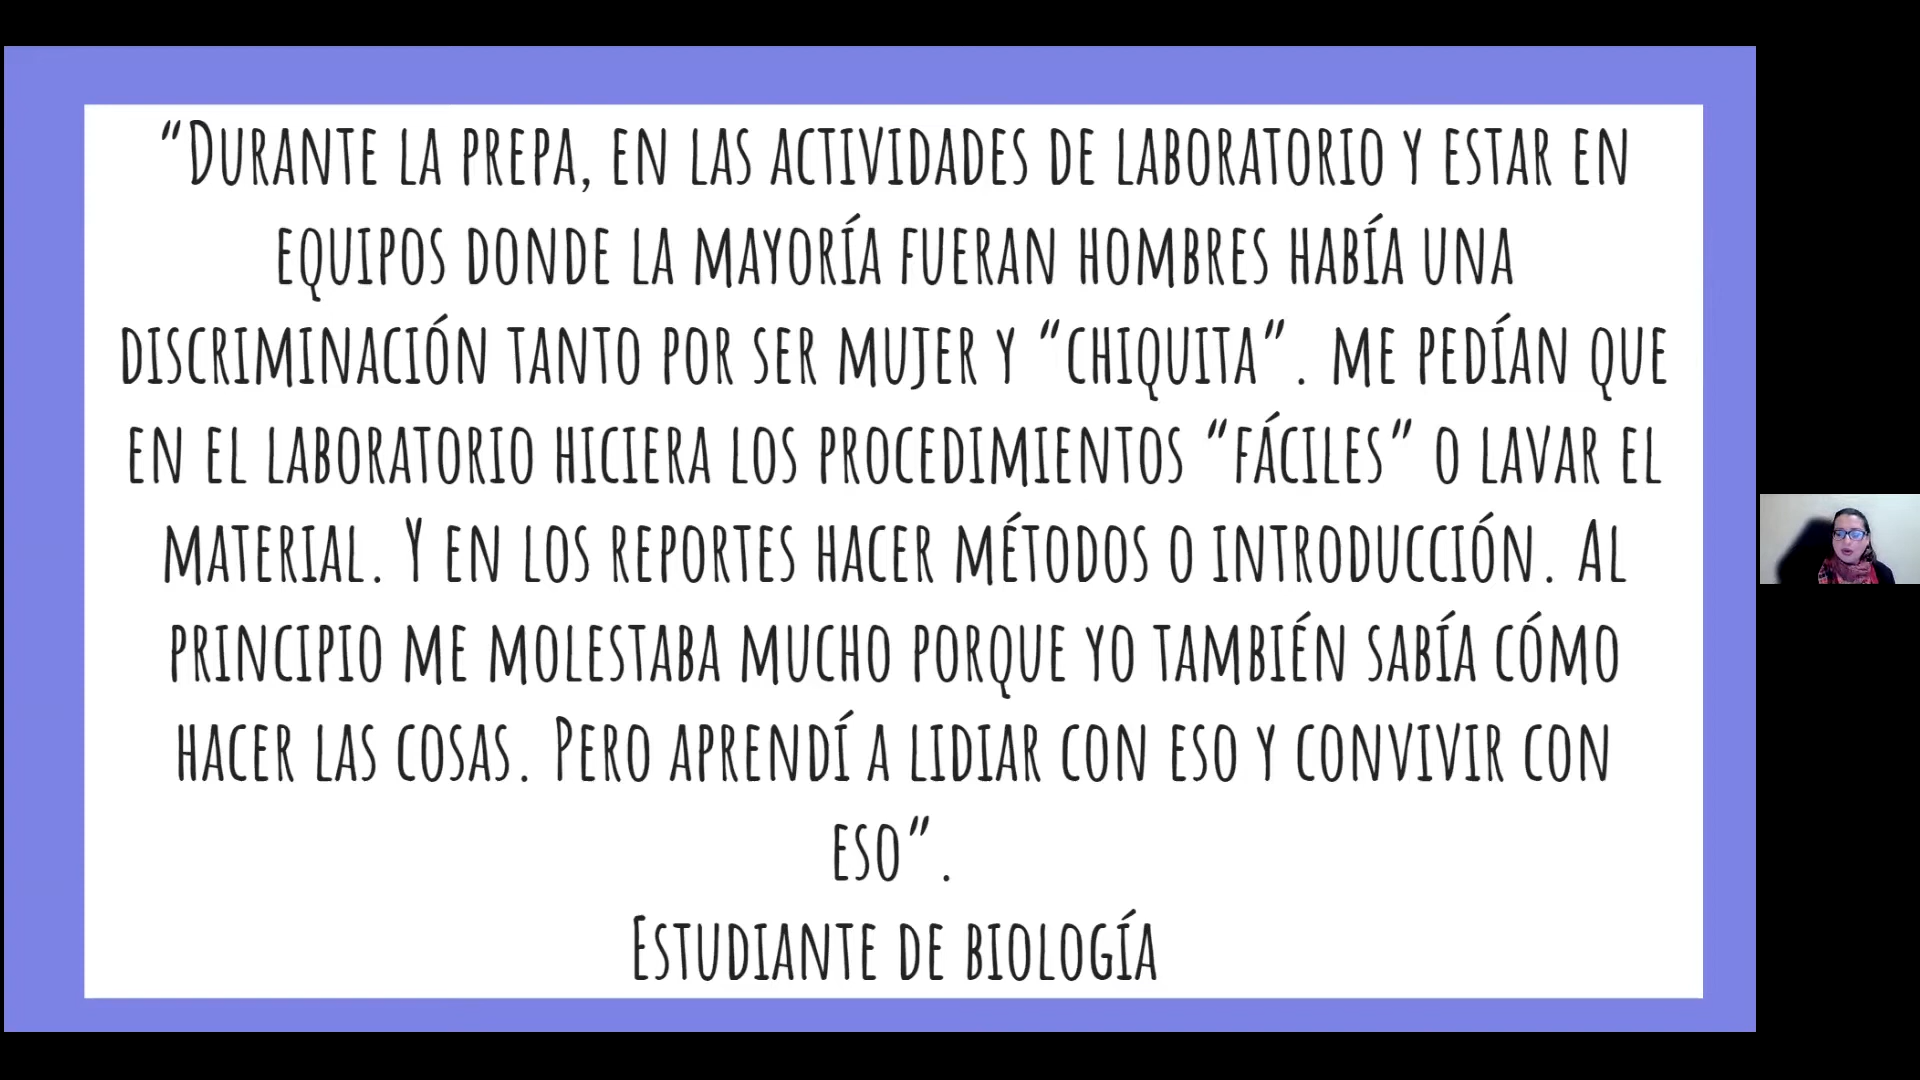 “Durante la prepa, en las actividades de laboratorio y estar en
equipos donde la mayoría fueran hombres había una
discriminación tanto por ser mujer y “chiquita”. me pedían que
en el laboratorio hiciera los procedimientos “fáciles” o lavar el
material. Y en los reportes hacer métodos o introducción. Al
principio me molestaba mucho porque yo también sabía cómo
hacer las cosas. Pero aprendí a lidiar con eso y convivir con
eso”.
Estudiante de biología